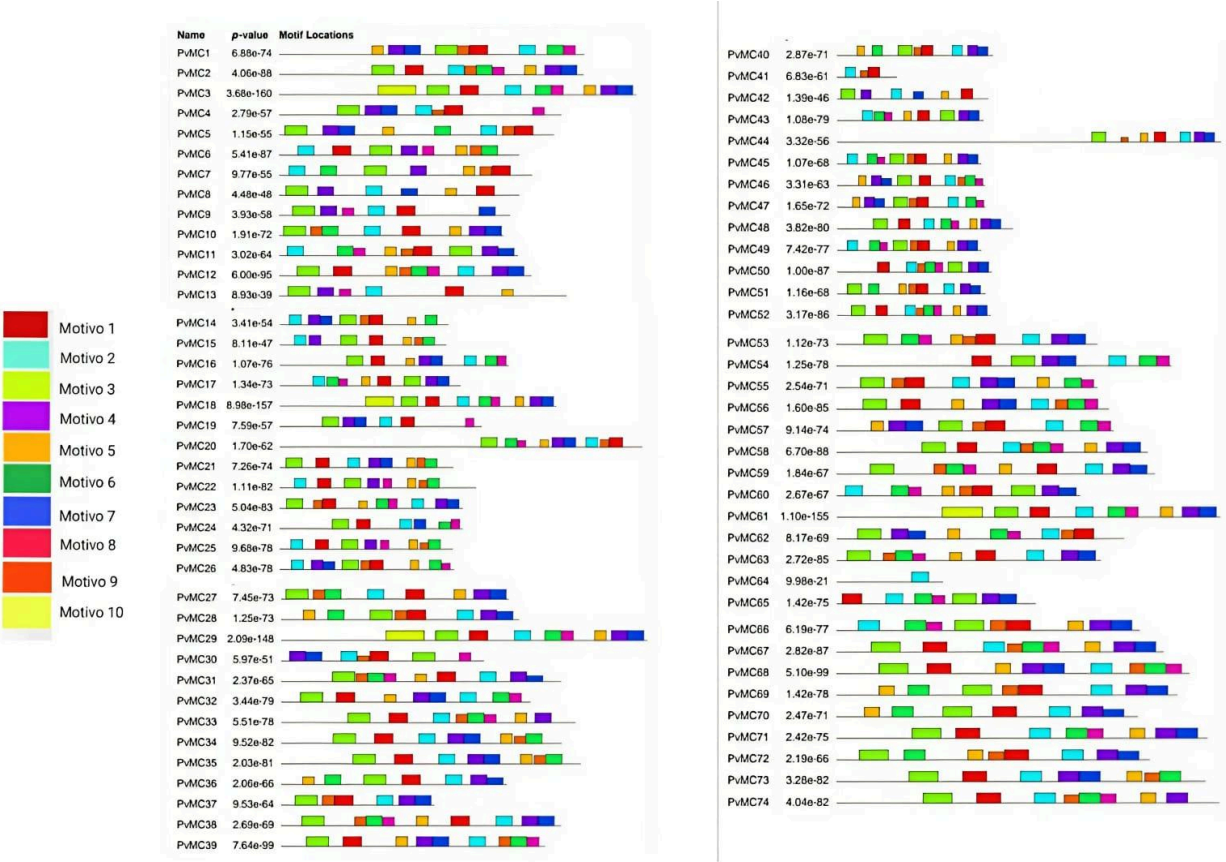 Name p-value Motif Locations
PvMC1 6.88e-74
PvMC2 4.06e-88
PvMC3 3.68e-160
PvMC4 2.79e-57
PvMC5 1.15e-55
PvMC6 5.41e-87
PvMC7 9.77e-55
PvMC8 4.48e-48
PvMC9 3.93e-58
PvMC10 1.91e-72
PvMC11 3.02e-64
PvMC12 6.00e-95
PvMC13 8.93e-39
PvMC14 3.41e-54
PvMC15 8.11e-47
PvMC16 1.07e-76
PvMC17 1.34e-73
PvMC18 8.98e-157
PvMC19 7.59e-57
PvMC20 1.70e-62
PvMC21 7.26e-74
PvMC22 1.11e-82
PvMC23 5.04e-83
PvMC24 4.32e-71
PvMC25 9.68e-78
PvMC26 4.83e-78
PvMC27 7.45e-73
PvMC28 1.25e-73
PvMC29 2.09e-148
PvMC30 5.97e-51
PvMC31 2.37e-65
PvMC32 3.44e-79
PvMC33 5.51e-78
PvMC34 9.52e-82
PvMC35 2.03e-81
PvMC36 2.06e-66
PvMC37 9.53e-64
PvMC38 2.69e-69
PvMC39 7.64e-99
PvMC40 2.87e-71
PvMC41 6.83e-61
PvMC42 1.39e-46
PvMC43 1.08e-79
PvMC44 3.32e-56
PvMC45 1.07e-68
PvMC46 3.31e-63
PvMC47 1.65e-72
PvMC48 3.82e-80
PvMC49 7.42e-77
PvMC50 1.00e-87
PvMC51 1.16e-68
PvMC52 3.17e-86
PvMC53 1.12e-73
PvMC54 1.25e-78
PvMC55 2.54e-71
PvMC56 1.60e-85
PvMC57 9.14e-74
PvMC58 6.70e-88
PvMC59 1.84e-67
PvMC60 2.67e-67
PvMC61 1.10e-155
PvMC62 8.17e-69
PvMC63 2.72e-85
PvMC64 9.98e-21
PvMC65 1.42e-75
PvMC66 6.19e-77
PvMC67 2.82e-87
PvMC68 5.10e-99
PvMC69 1.42e-78
PvMC70 2.47e-71
PvMC71 2.42e-75
PvMC72 2.19e-66
PvMC73 3.28e-82
PvMC74 4.04e-82
Motivo 1
Motivo 2
Motivo 3
Motivo 4
Motivo 5
Motivo 6
Motivo 7
Motivo 8
Motivo 9
Motivo 10